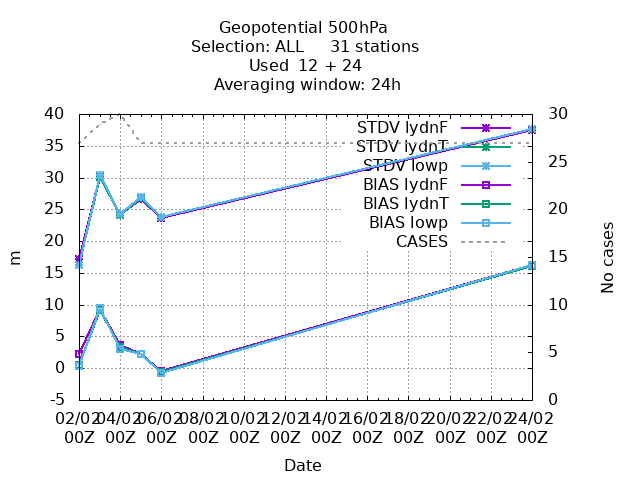 Geopotential 500hPa
Selection: ALL 31 stations
Used 12 + 24
Averaging window: 24h
40
35
30
25
20
15
10
5
0
-5
m
30
25
20
15
10
5
0
No cases
STDV lydnF
STDV lydnT
STDV lowp
BIAS lydnF
BIAS lydnT
BIAS lowp
CASES
02/02 04/02 06/02 08/02 10/02 12/02 14/02 16/02 18/02 20/02 22/02 24/02
00Z 00Z 00Z 00Z 00Z 00Z 00Z 00Z 00Z 00Z 00Z 00Z
Date